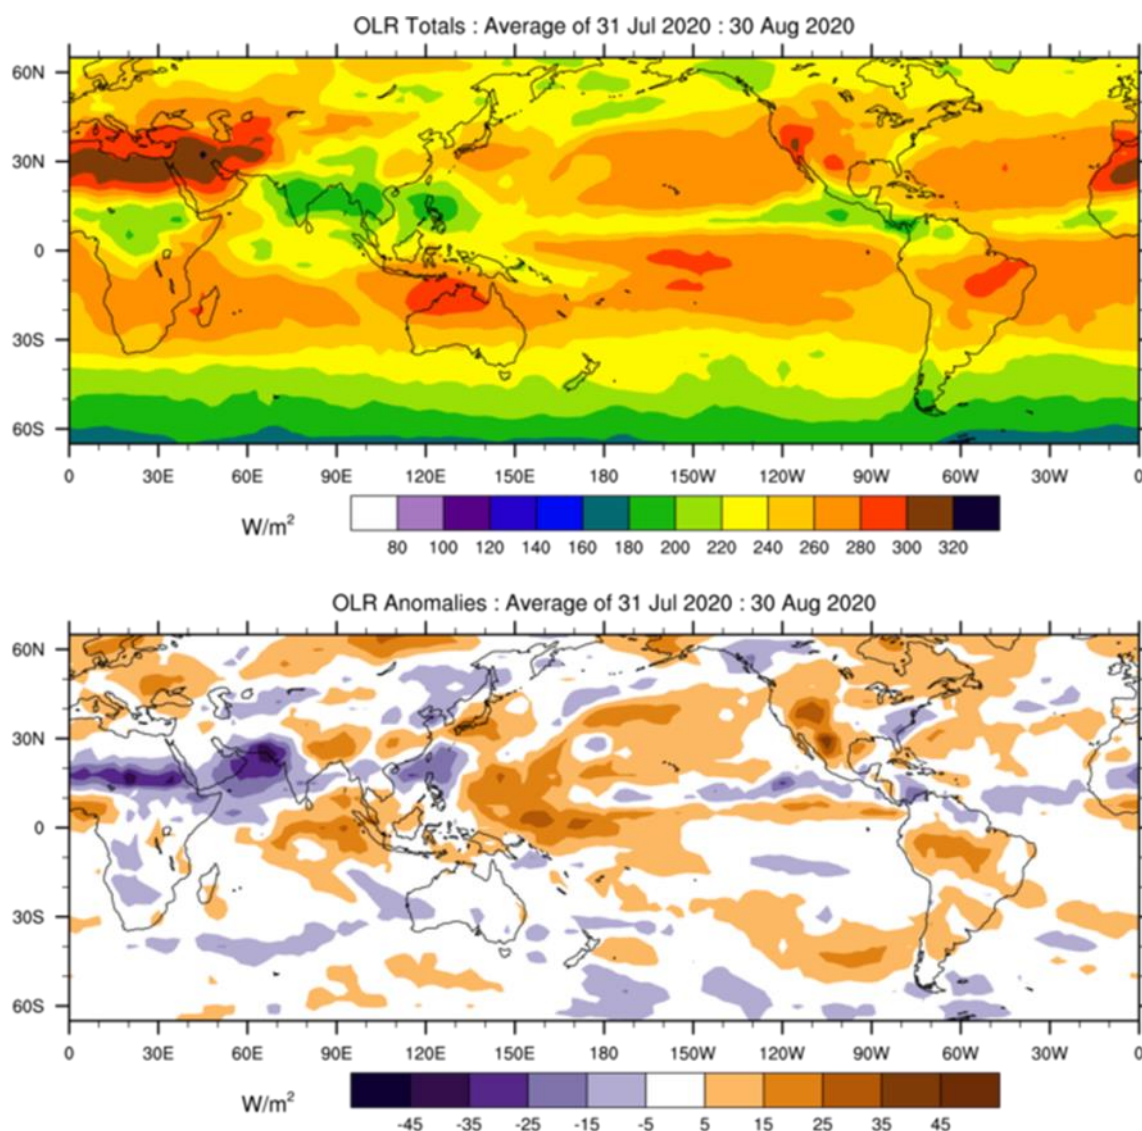 OLR Totals : Average of 31 Jul 2020 : 30 Aug 2020
60N
30N
0
30S
60S
0 30E 60E 90E 120E 150E 180 150W 120W 90W 60W 30W 0
W/m²
80 100 120 140 160 180 200 220 240 260 280 300 320
OLR Anomalies : Average of 31 Jul 2020 : 30 Aug 2020
60N
30N
0
30S
60S
0 30E 60E 90E 120E 150E 180 150W 120W 90W 60W 30W 0
W/m²
-45 -35 -25 -15 -5 5 15 25 35 45